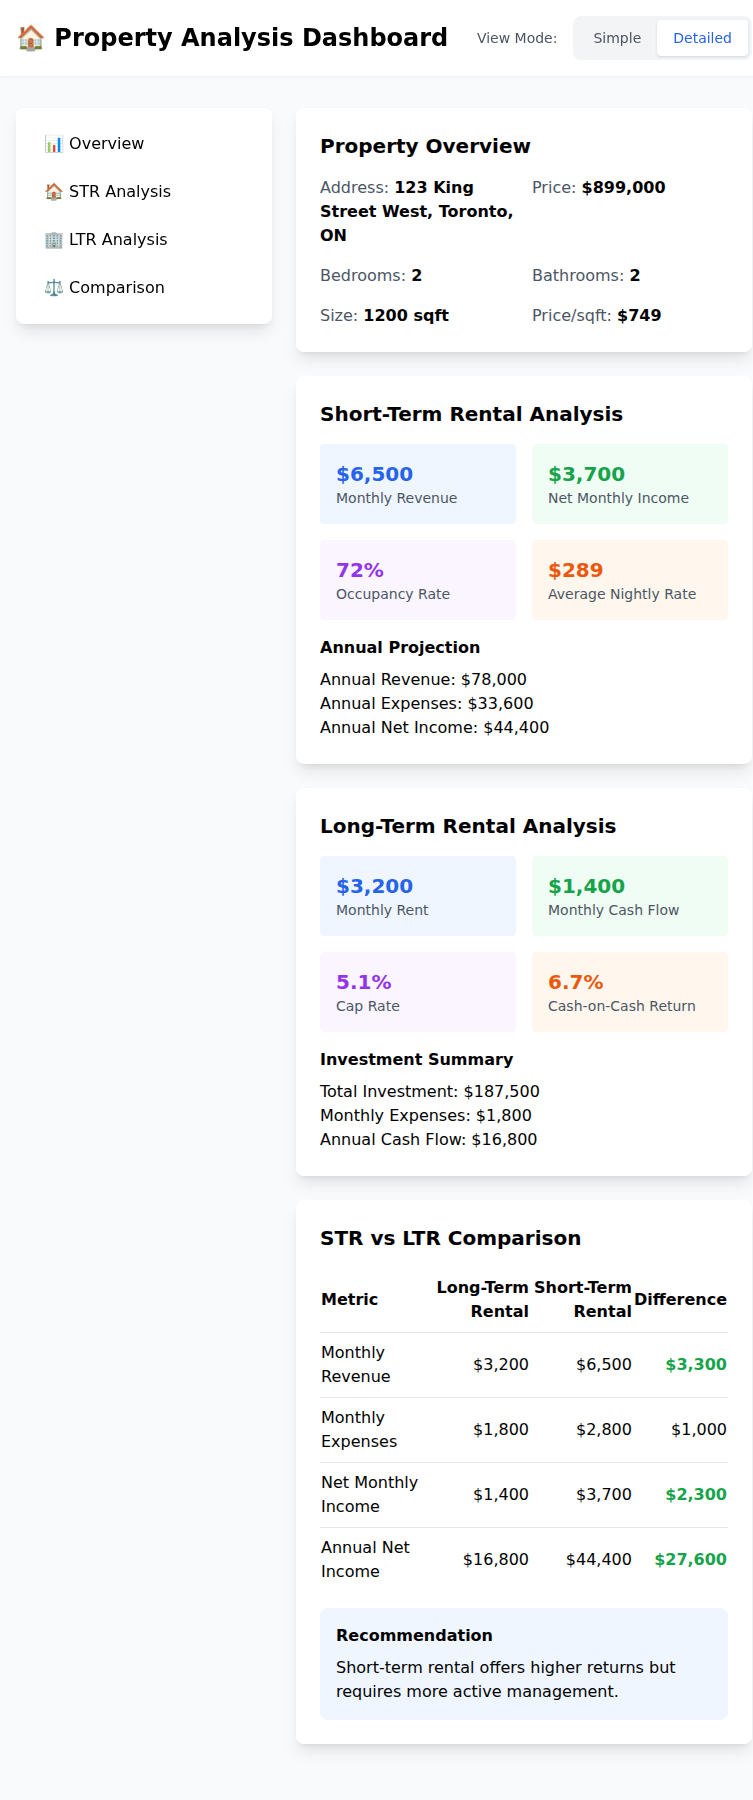 🏠 Property Analysis Dashboard
View Mode:
Simple
Detailed
📊 Overview
🏠 STR Analysis
🏢 LTR Analysis
⚖️ Comparison
Property Overview
Address: 123 King
Street West, Toronto,
ON
Price: $899,000
Bedrooms: 2
Bathrooms: 2
Size: 1200 sqft
Price/sqft: $749
Short-Term Rental Analysis
$6,500
Monthly Revenue
$3,700
Net Monthly Income
72%
Occupancy Rate
$289
Average Nightly Rate
Annual Projection
Annual Revenue: $78,000
Annual Expenses: $33,600
Annual Net Income: $44,400
Long-Term Rental Analysis
$3,200
Monthly Rent
$1,400
Monthly Cash Flow
5.1%
Cap Rate
6.7%
Cash-on-Cash Return
Investment Summary
Total Investment: $187,500
Monthly Expenses: $1,800
Annual Cash Flow: $16,800
STR vs LTR Comparison
Metric
Long-Term
Rental
Short-Term
Rental
Difference
Monthly
Revenue
$3,200
$6,500
$3,300
Monthly
Expenses
$1,800
$2,800
$1,000
Net Monthly
Income
$1,400
$3,700
$2,300
Annual Net
Income
$16,800
$44,400
$27,600
Recommendation
Short-term rental offers higher returns but
requires more active management.